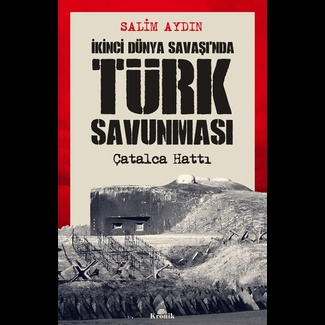 SALİM AYDIN
İKİNCİ DÜNYA SAVAŞI'NDA
TÜRK
SAVUNMASI
Çatalca Hattı
Kronik